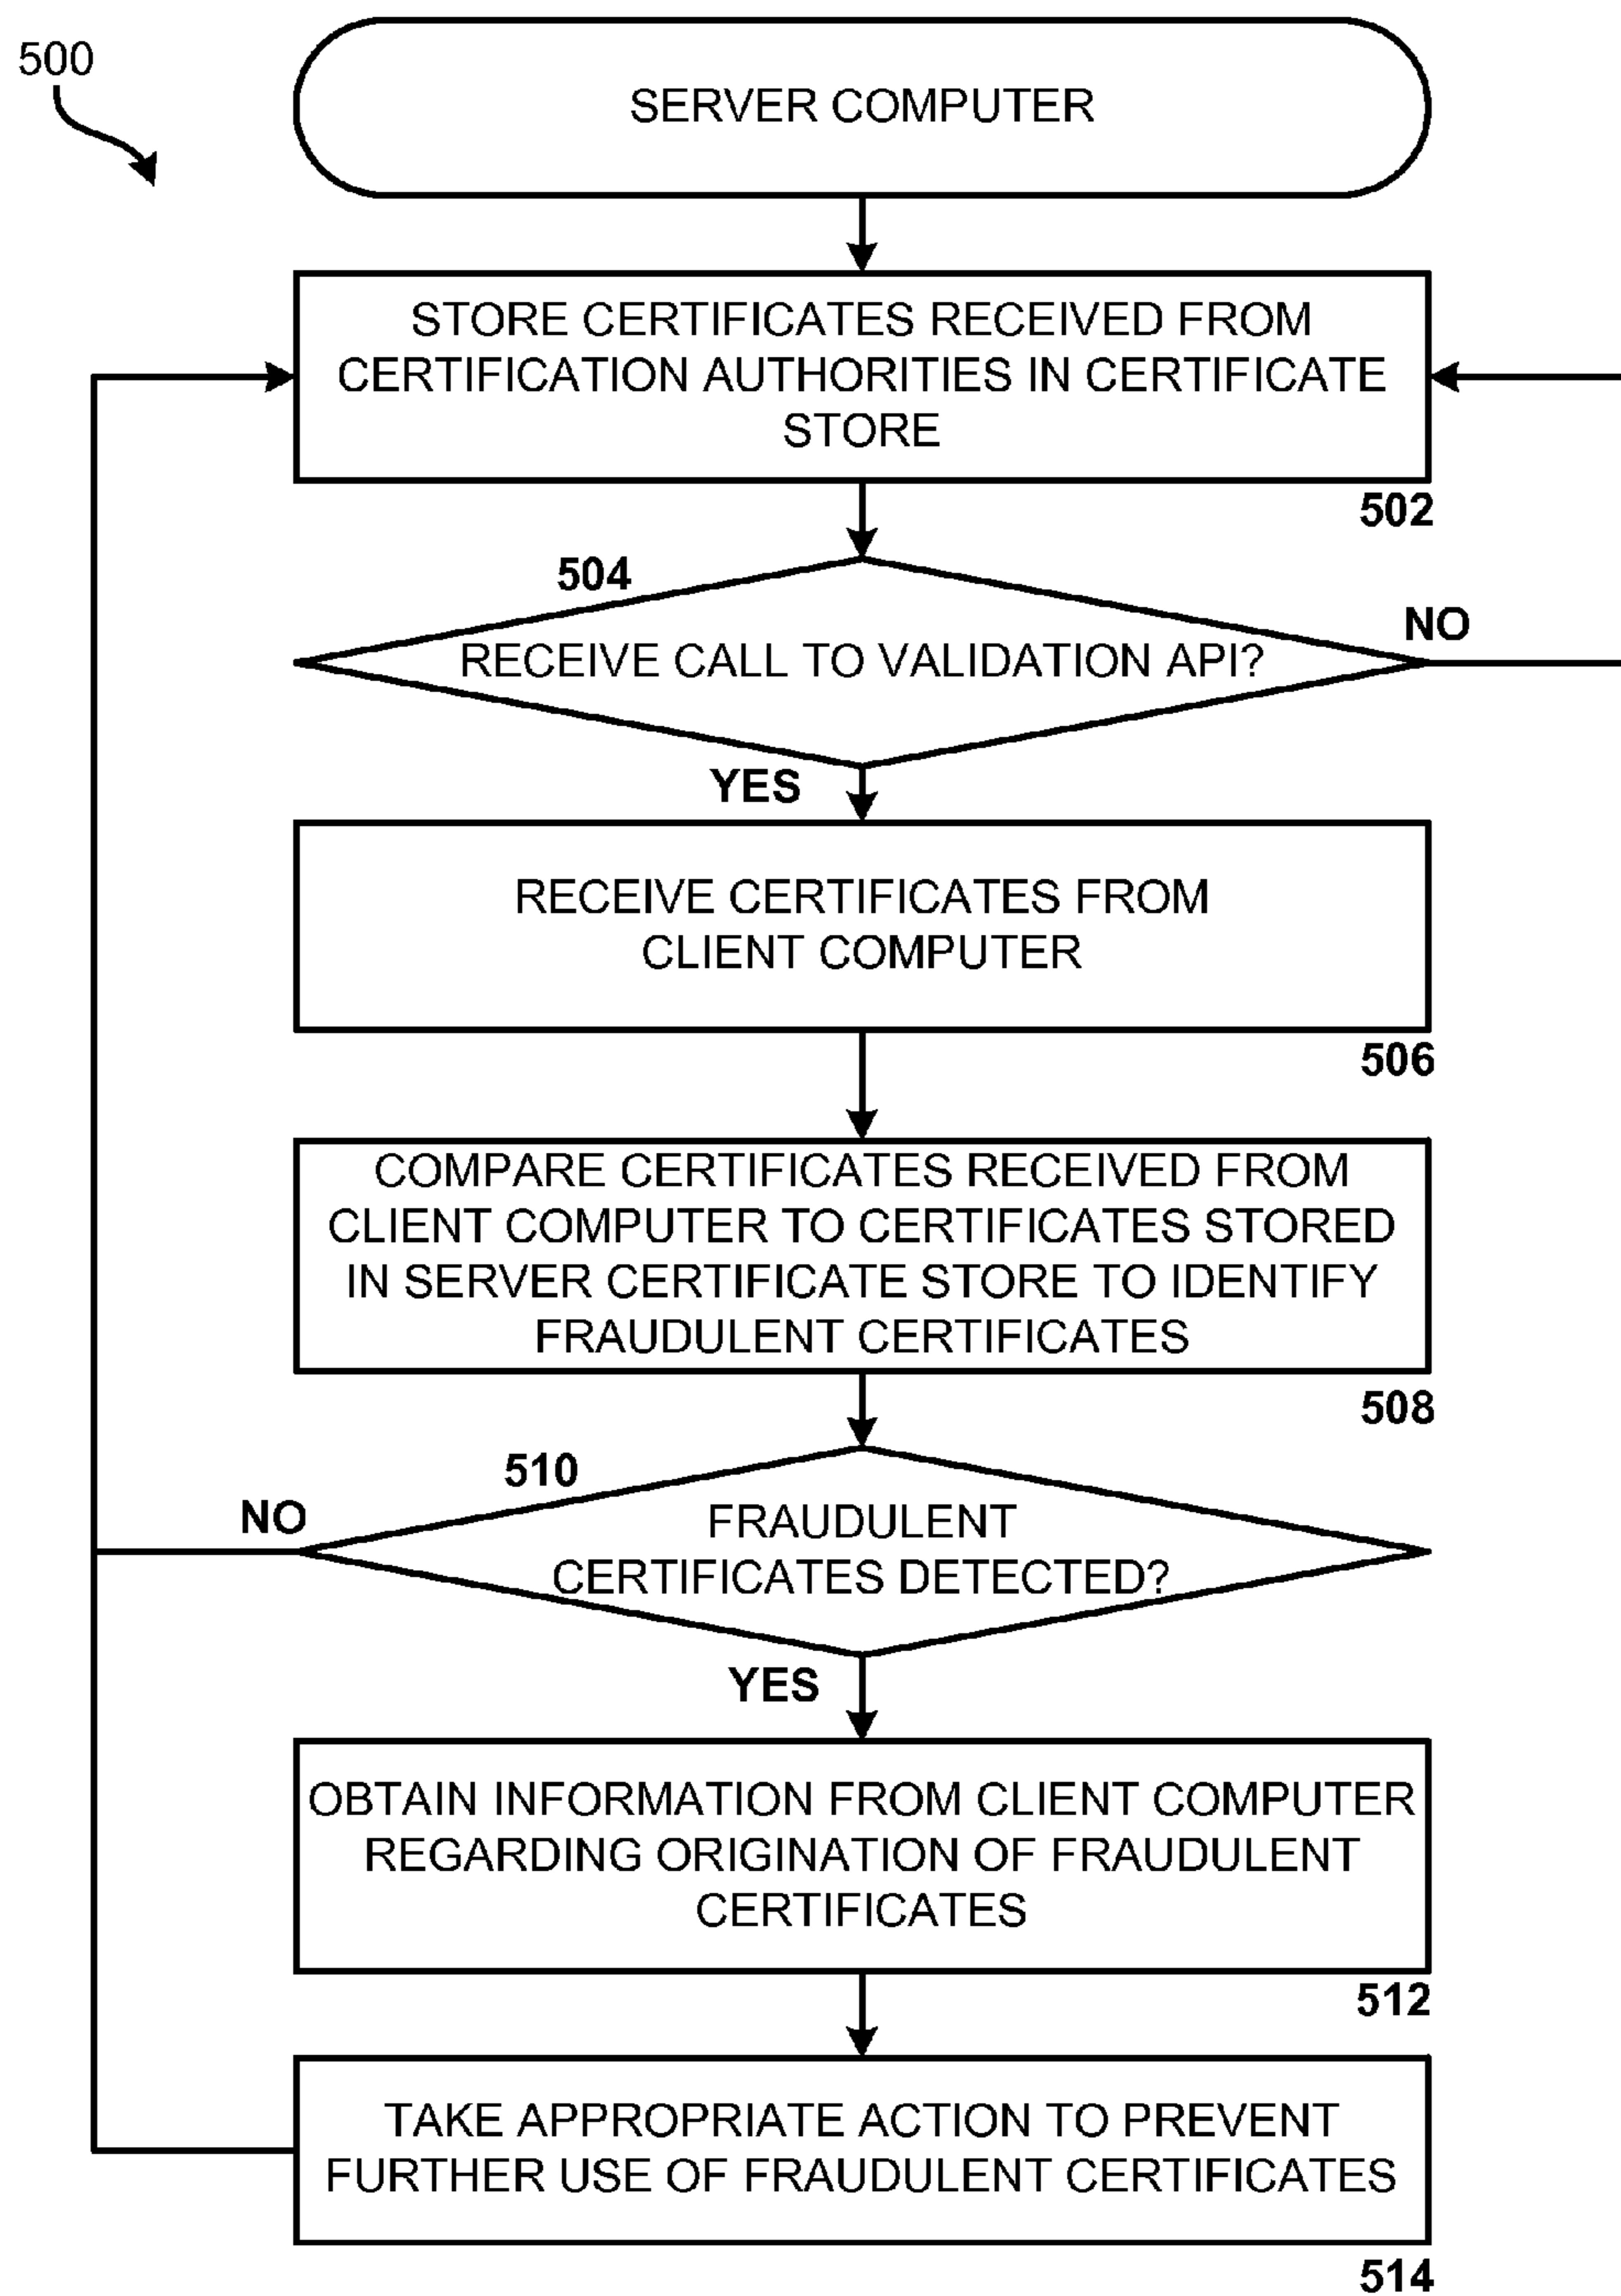 500
SERVER COMPUTER
STORE CERTIFICATES RECEIVED FROM
CERTIFICATION AUTHORITIES IN CERTIFICATE
STORE
502
504
NO
RECEIVE CALL TO VALIDATION API?
YES
RECEIVE CERTIFICATES FROM
CLIENT COMPUTER
506
COMPARE CERTIFICATES RECEIVED FROM
CLIENT COMPUTER TO CERTIFICATES STORED
IN SERVER CERTIFICATE STORE TO IDENTIFY
FRAUDULENT CERTIFICATES
508
510
NO
FRAUDULENT
CERTIFICATES DETECTED?
YES
OBTAIN INFORMATION FROM CLIENT COMPUTER
REGARDING ORIGINATION OF FRAUDULENT
CERTIFICATES
512
TAKE APPROPRIATE ACTION TO PREVENT
FURTHER USE OF FRAUDULENT CERTIFICATES
514